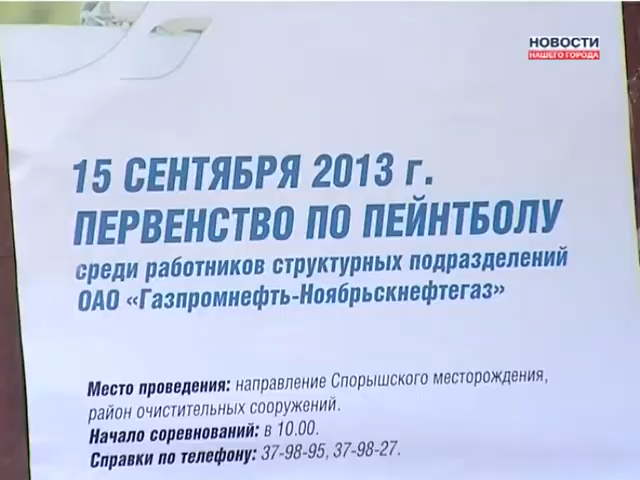 НОВОСТИ
НАШЕГО ГОРОДА
15 СЕНТЯБРЯ 2013 г.
ПЕРВЕНСТВО ПО ПЕЙНТБОЛУ
среди работников структурных подразделений
ОАО «Газпромнефть-Ноябрьскнефтегаз»
Место проведения: направление Спорышского месторождения,
район очистительных сооружений.
Начало соревнований: в 10.00.
Справки по телефону: 37-98-95, 37-98-27.